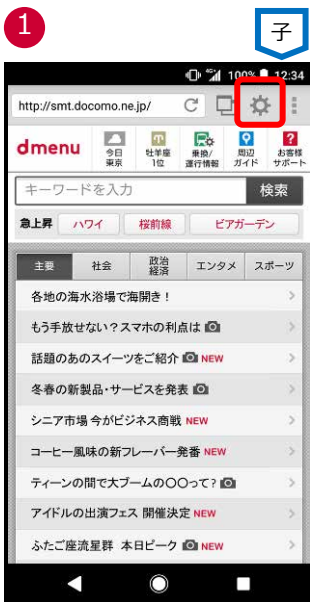 1
子
100% 12:34
http://smt.docomo.ne.jp/
dmenu 今日 東京 牡羊座 1位 乗換/ 運行情報 周辺 ガイド お客様 サポート
キーワードを入力 検索
急上昇 ハワイ 桜前線 ビアガーデン
主要 社会 政治 経済 エンタメ スポーツ
各地の海水浴場で海開き！
もう手放せない？スマホの利点は
話題のあのスイーツをご紹介 NEW
冬春の新製品・サービスを発表
シニア市場 今がビジネス商戦 NEW
コーヒー風味の新フレーバー発番 NEW
ティーンの間で大ブームの〇〇って？
アイドルの出演フェス 開催決定 NEW
ふたご座流星群 本日ピーク NEW